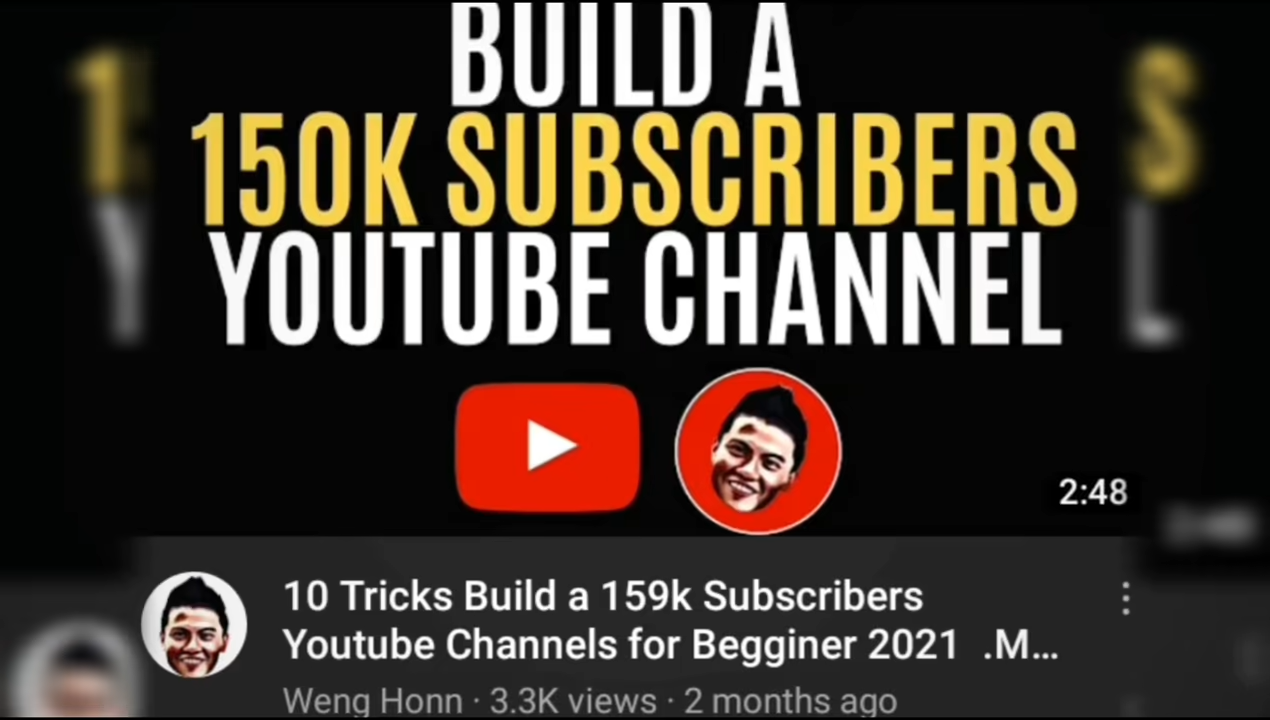 BUILD A
150K SUBSCRIBERS
YOUTUBE CHANNEL
2:48
10 Tricks Build a 159k Subscribers
Youtube Channels for Begginer 2021 .M...
Weng Honn · 3.3K views · 2 months ago